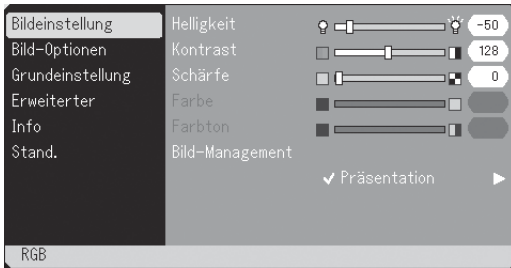 Bildeinstellung
Bild-Optionen
Grundeinstellung
Erweiterter
Info
Stand.
Helligkeit -50
Kontrast 128
Schärfe 0
Farbe
Farbton
Bild-Management
✓ Präsentation
RGB